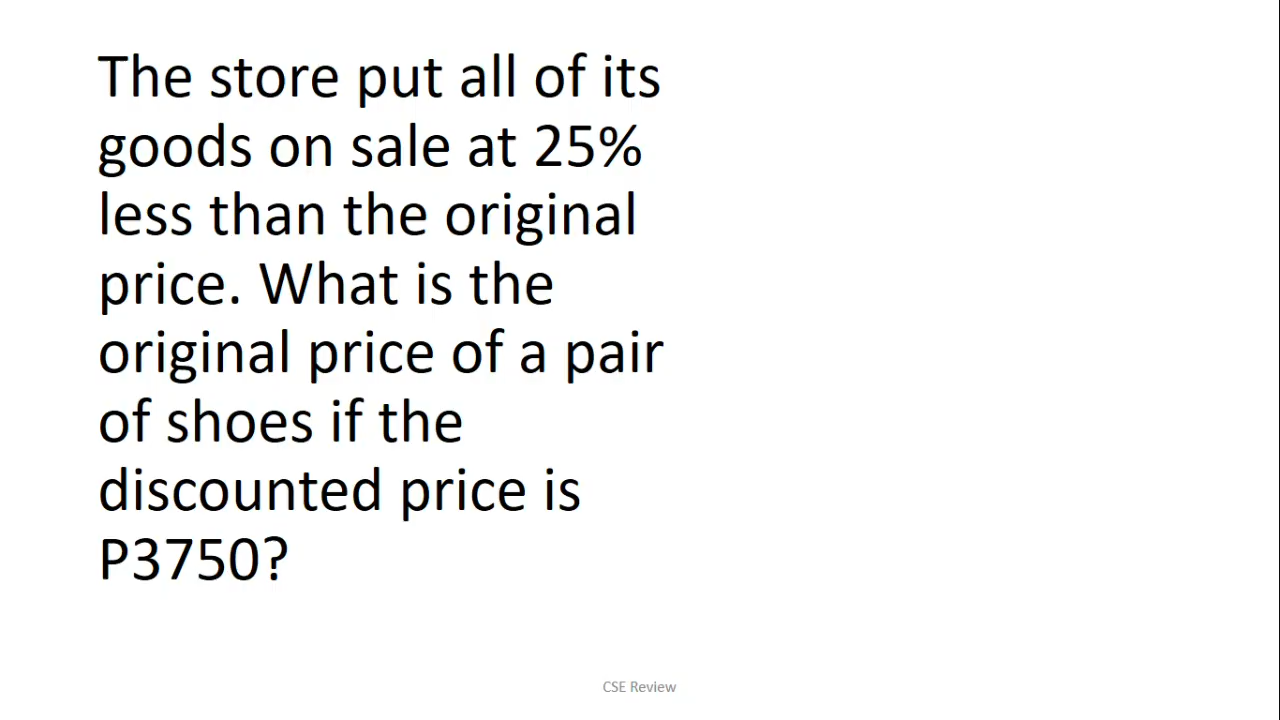 The store put all of its
goods on sale at 25%
less than the original
price. What is the
original price of a pair
of shoes if the
discounted price is
P3750?
CSE Review